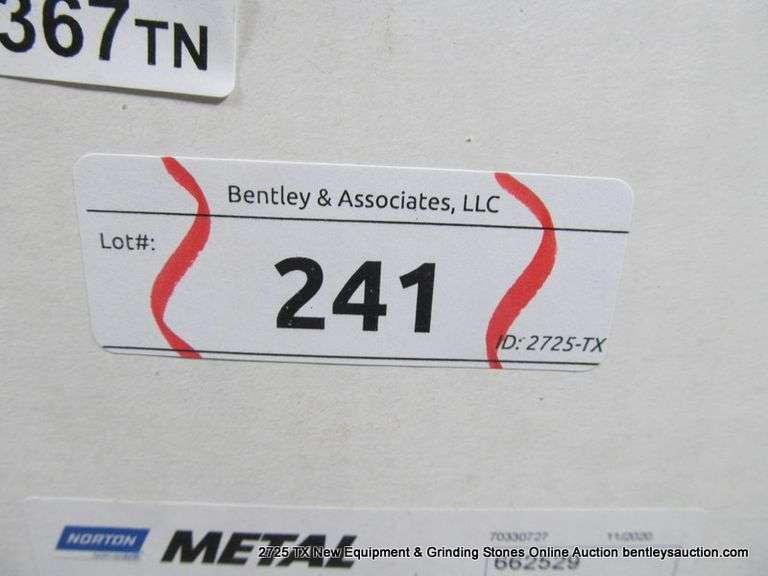 367TN
Bentley & Associates, LLC
Lot#:
241
ID: 2725-TX
NORTON
METAL
70330727 11/2020
662529
2725 TX New Equipment & Grinding Stones Online Auction bentleysauction.com